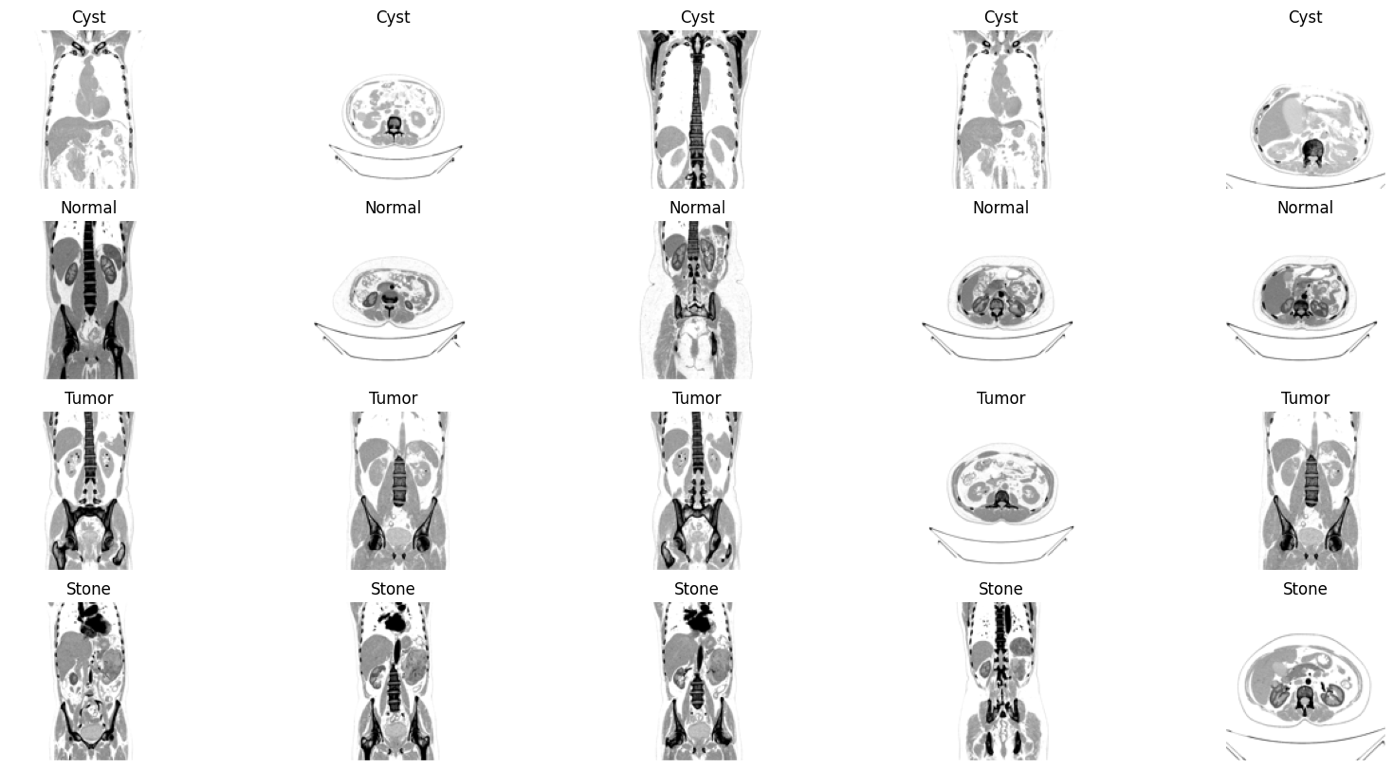 Cyst Cyst Cyst Cyst Cyst
Normal Normal Normal Normal Normal
Tumor Tumor Tumor Tumor Tumor
Stone Stone Stone Stone Stone